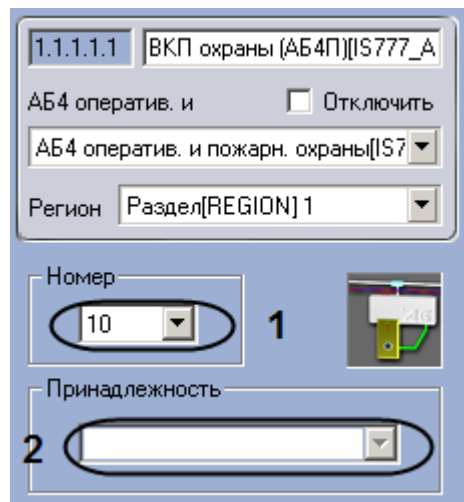 1.1.1.1.1 ВКП охраны (АБ4П)[IS777_A
АБ4 оператив. и Отключить
АБ4 оператив. и пожарн. охраны[IS7
Регион Раздел[REGION] 1
Номер
10 1
Принадлежность
2